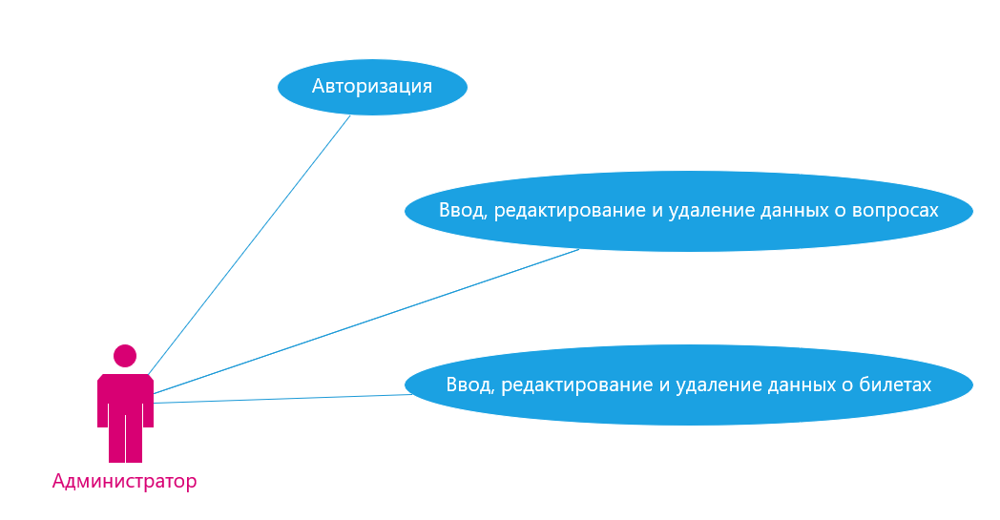 Авторизация
Ввод, редактирование и удаление данных о вопросах
Ввод, редактирование и удаление данных о билетах
Администратор